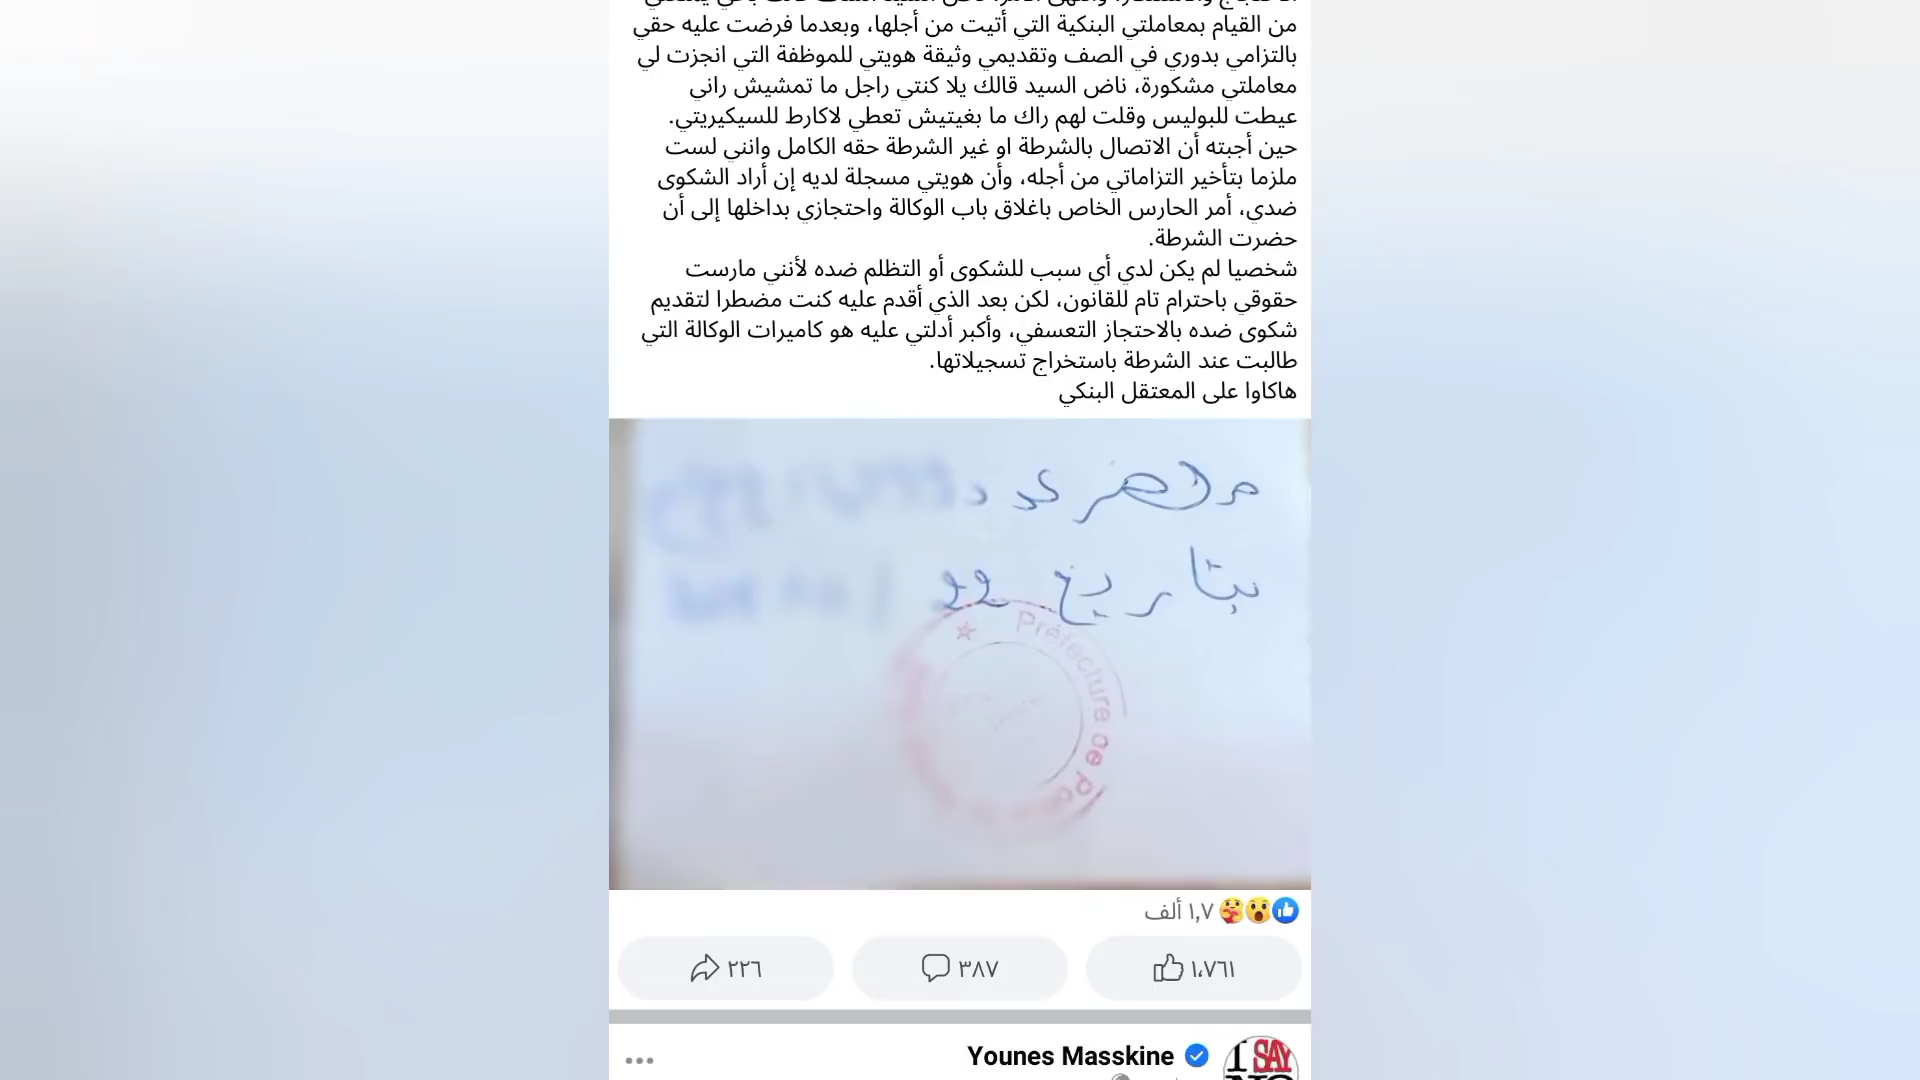 من القيام بمعاملتي البنكية التي أتيت من أجلها، وبعدما فرضت عليه حقي
بالتزامي بدوري في الصف وتقديمي وثيقة هويتي للموظفة التي انجزت لي
معاملتي مشكورة، ناض السيد قالك يلا كنتي راجل ما تمشيش راني
عيطت للبوليس وقلت لهم راك ما بغيتيش تعطي لاكارط للسيكيريتي.
حين أجبته أن الاتصال بالشرطة او غير الشرطة حقه الكامل وانني لست
ملزما بتأخير التزاماتي من أجله، وأن هويتي مسجلة لديه إن أراد الشكوى
ضدي، أمر الحارس الخاص باغلاق باب الوكالة واحتجازي بداخلها إلى أن
حضرت الشرطة.
شخصيا لم يكن لدي أي سبب للشكوى أو التظلم ضده لأنني مارست
حقوقي باحترام تام للقانون، لكن بعد الذي أقدم عليه كنت مضطرا لتقديم
شكوى ضده بالاحتجاز التعسفي، وأكبر أدلتي عليه هو كاميرات الوكالة التي
طالبت عند الشرطة باستخراج تسجيلاتها.
هاكاوا على المعتقل البنكي
محضر عدد
بتاريخ 22
Préfecture de
١,٧ ألف
١،٧٦١ ٣٨٧ ٢٢٦
Younes Masskine
I SAY